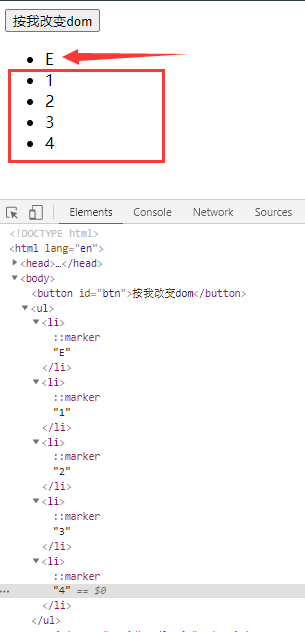 按我改变dom
E
1
2
3
4
Elements Console Network Sources
<!DOCTYPE html>
<html lang="en">
<head>…</head>
<body>
<button id="btn">按我改变dom</button>
<ul>
<li>
::marker
"E"
</li>
<li>
::marker
"1"
</li>
<li>
::marker
"2"
</li>
<li>
::marker
"3"
</li>
<li>
::marker
… "4" == $0
</li>
</ul>